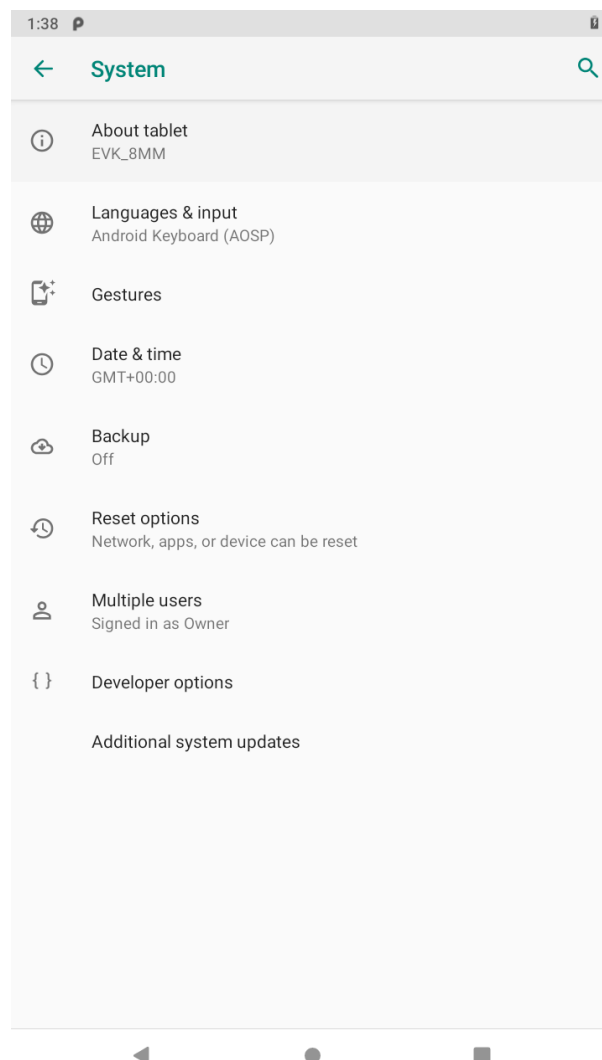 1:38
System
About tablet
EVK_8MM
Languages & input
Android Keyboard (AOSP)
Gestures
Date & time
GMT+00:00
Backup
Off
Reset options
Network, apps, or device can be reset
Multiple users
Signed in as Owner
{ } Developer options
Additional system updates